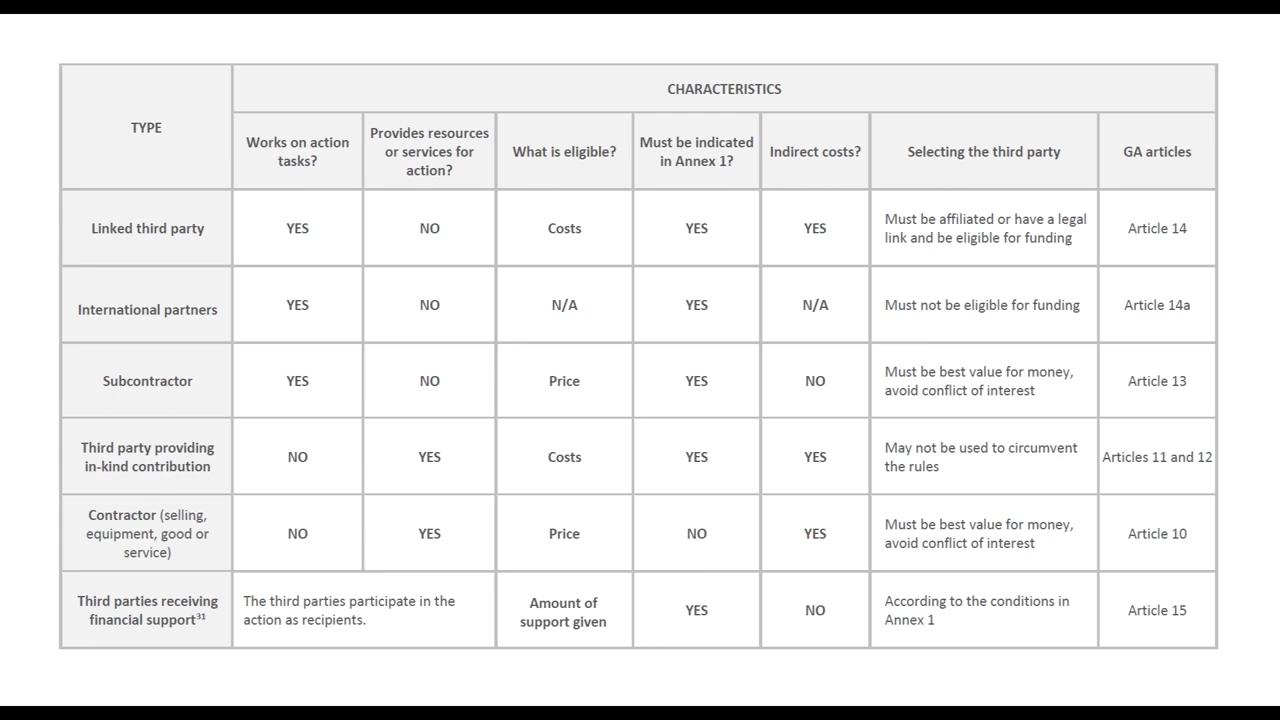 TYPE
CHARACTERISTICS
Works on action
tasks?
Provides resources
or services for
action?
What is eligible?
Must be indicated
in Annex 1?
Indirect costs?
Selecting the third party
GA articles
Linked third party
YES
NO
Costs
YES
YES
Must be affiliated or have a legal
link and be eligible for funding
Article 14
International partners
YES
NO
N/A
YES
N/A
Must not be eligible for funding
Article 14a
Subcontractor
YES
NO
Price
YES
NO
Must be best value for money,
avoid conflict of interest
Article 13
Third party providing
in-kind contribution
NO
YES
Costs
YES
YES
May not be used to circumvent
the rules
Articles 11 and 12
Contractor (selling,
equipment, good or
service)
NO
YES
Price
NO
YES
Must be best value for money,
avoid conflict of interest
Article 10
Third parties receiving
financial support³¹
The third parties participate in the
action as recipients.
Amount of
support given
YES
NO
According to the conditions in
Annex 1
Article 15